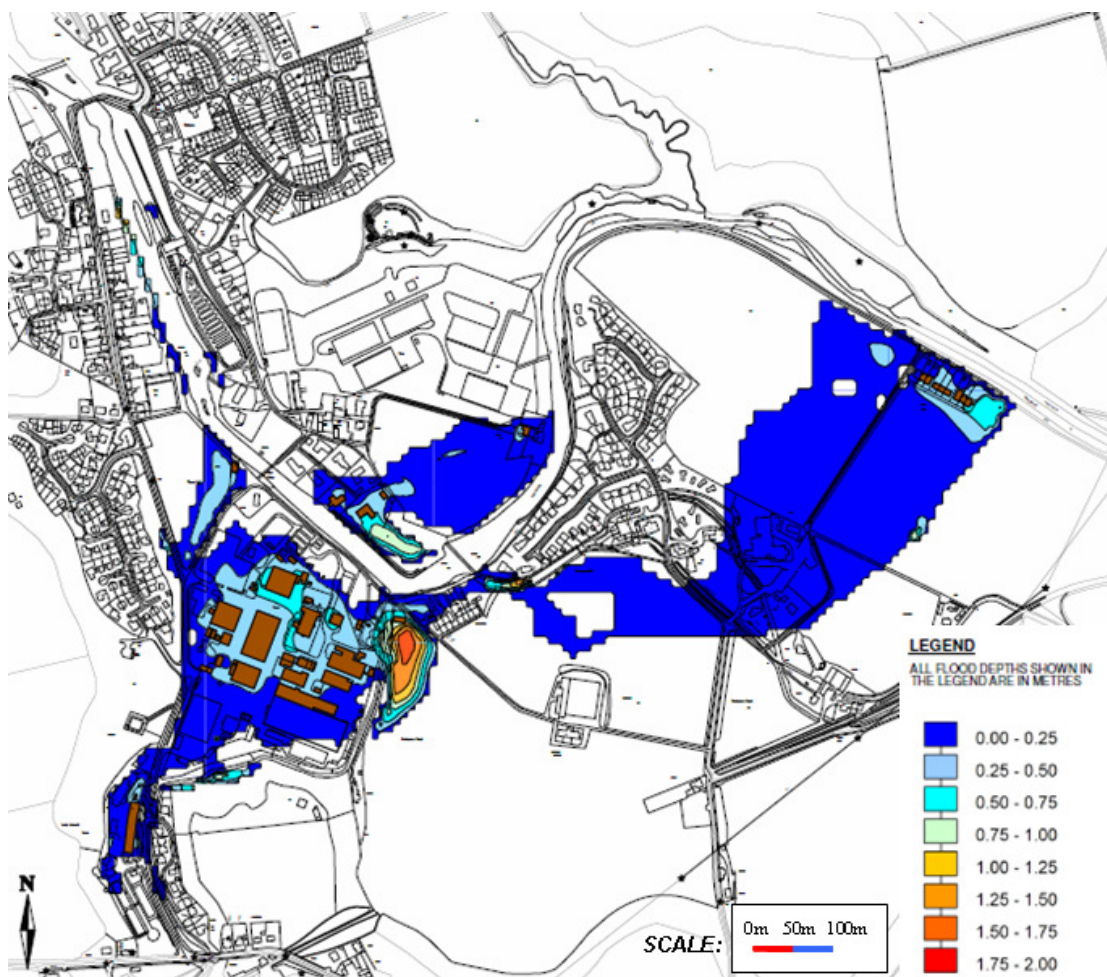 LEGEND
ALL FLOOD DEPTHS SHOWN IN
THE LEGEND ARE IN METRES
0.00 - 0.25
0.25 - 0.50
0.50 - 0.75
0.75 - 1.00
1.00 - 1.25
1.25 - 1.50
1.50 - 1.75
1.75 - 2.00
N
SCALE:
0m 50m 100m